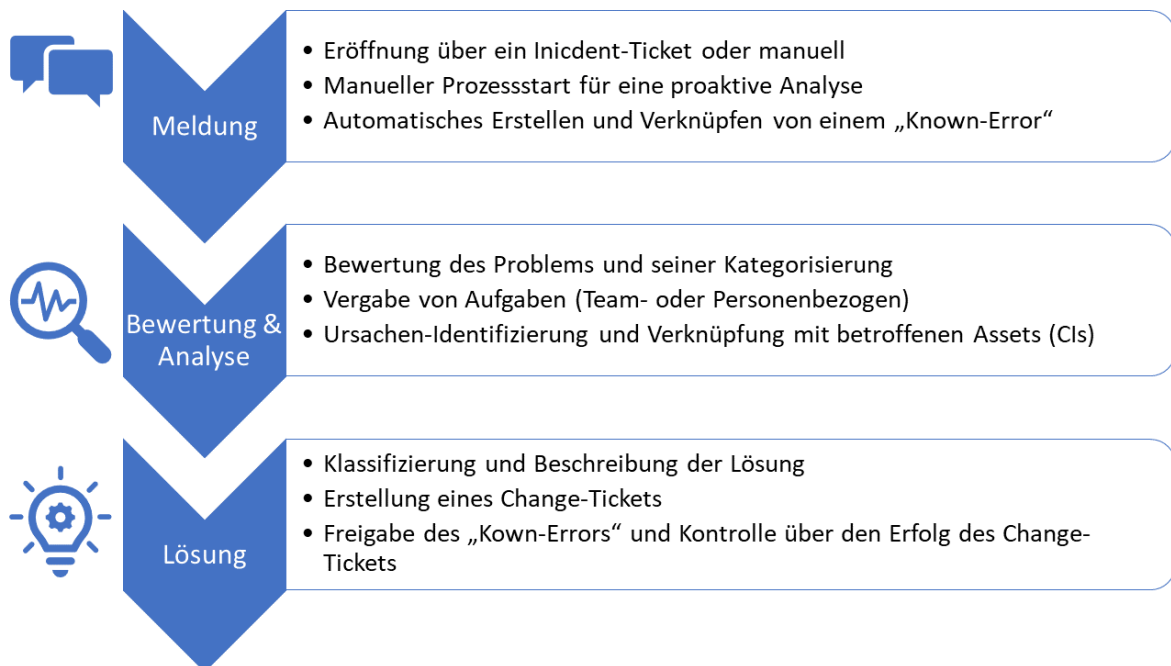 Meldung
• Eröffnung über ein Inicdent-Ticket oder manuell
• Manueller Prozessstart für eine proaktive Analyse
• Automatisches Erstellen und Verknüpfen von einem „Known-Error“
Bewertung &
Analyse
• Bewertung des Problems und seiner Kategorisierung
• Vergabe von Aufgaben (Team- oder Personenbezogen)
• Ursachen-Identifizierung und Verknüpfung mit betroffenen Assets (CIs)
Lösung
• Klassifizierung und Beschreibung der Lösung
• Erstellung eines Change-Tickets
• Freigabe des „Kown-Errors“ und Kontrolle über den Erfolg des Change-
Tickets